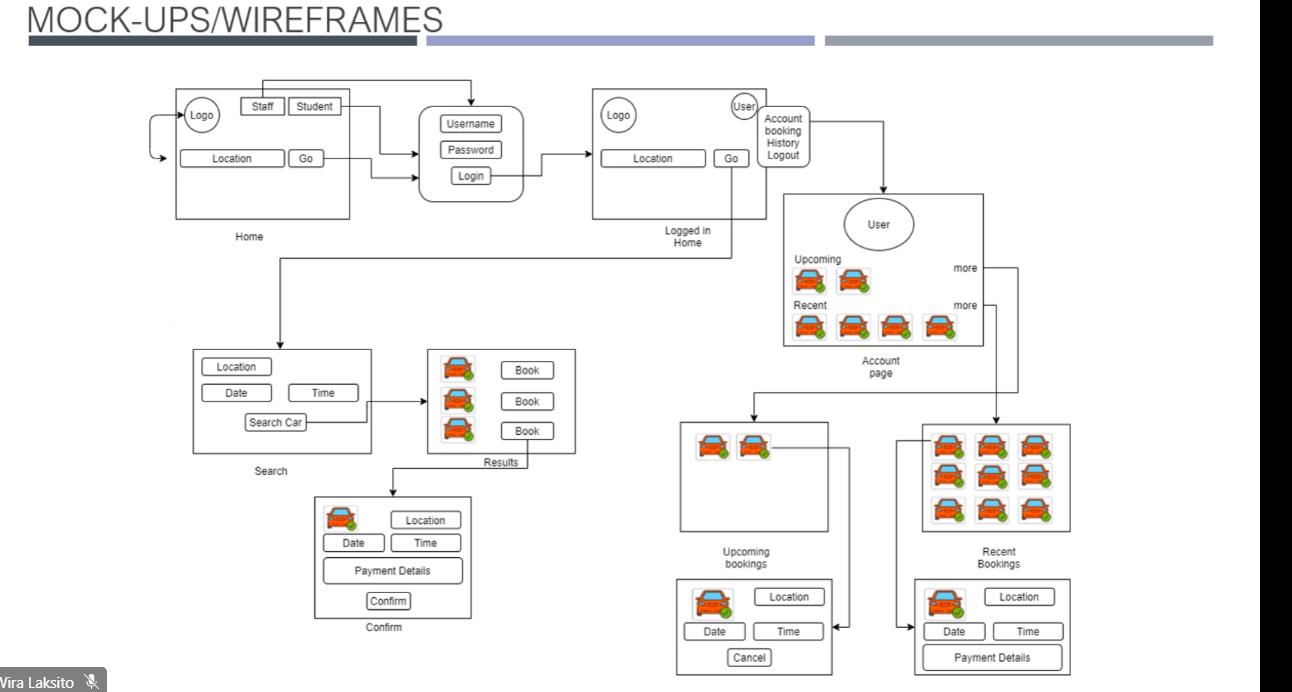 MOCK-UPS/WIREFRAMES
Logo
Staff
Student
Location
Go
Home
Username
Password
Login
Logo
User
Location
Go
Logged in
Home
Account
booking
History
Logout
User
Upcoming
more
Recent
more
Account
page
Location
Date
Time
Search Car
Search
Book
Book
Book
Results
Location
Date
Time
Payment Details
Confirm
Confirm
Upcoming
bookings
Recent
Bookings
Location
Date
Time
Cancel
Location
Date
Time
Payment Details
Laksito